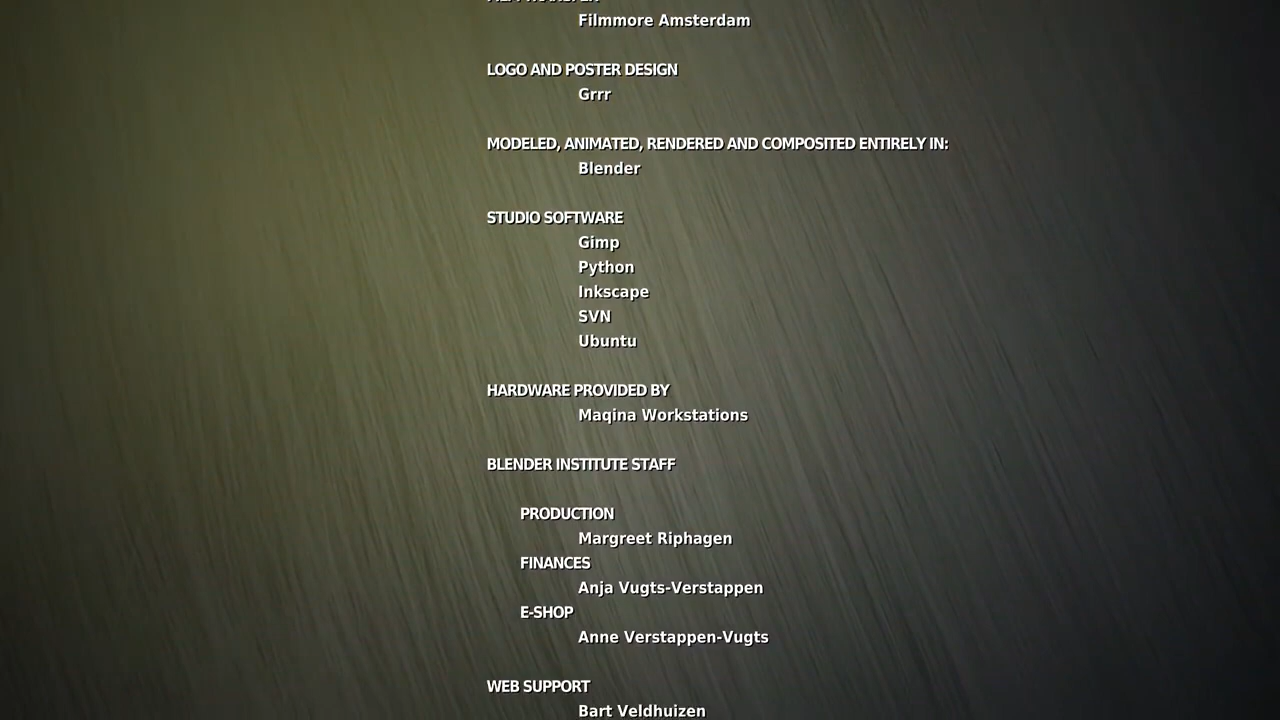 Filmmore Amsterdam
LOGO AND POSTER DESIGN
Grrr
MODELED, ANIMATED, RENDERED AND COMPOSITED ENTIRELY IN:
Blender
STUDIO SOFTWARE
Gimp
Python
Inkscape
SVN
Ubuntu
HARDWARE PROVIDED BY
Maqina Workstations
BLENDER INSTITUTE STAFF
PRODUCTION
Margreet Riphagen
FINANCES
Anja Vugts-Verstappen
E-SHOP
Anne Verstappen-Vugts
WEB SUPPORT
Bart Veldhuizen